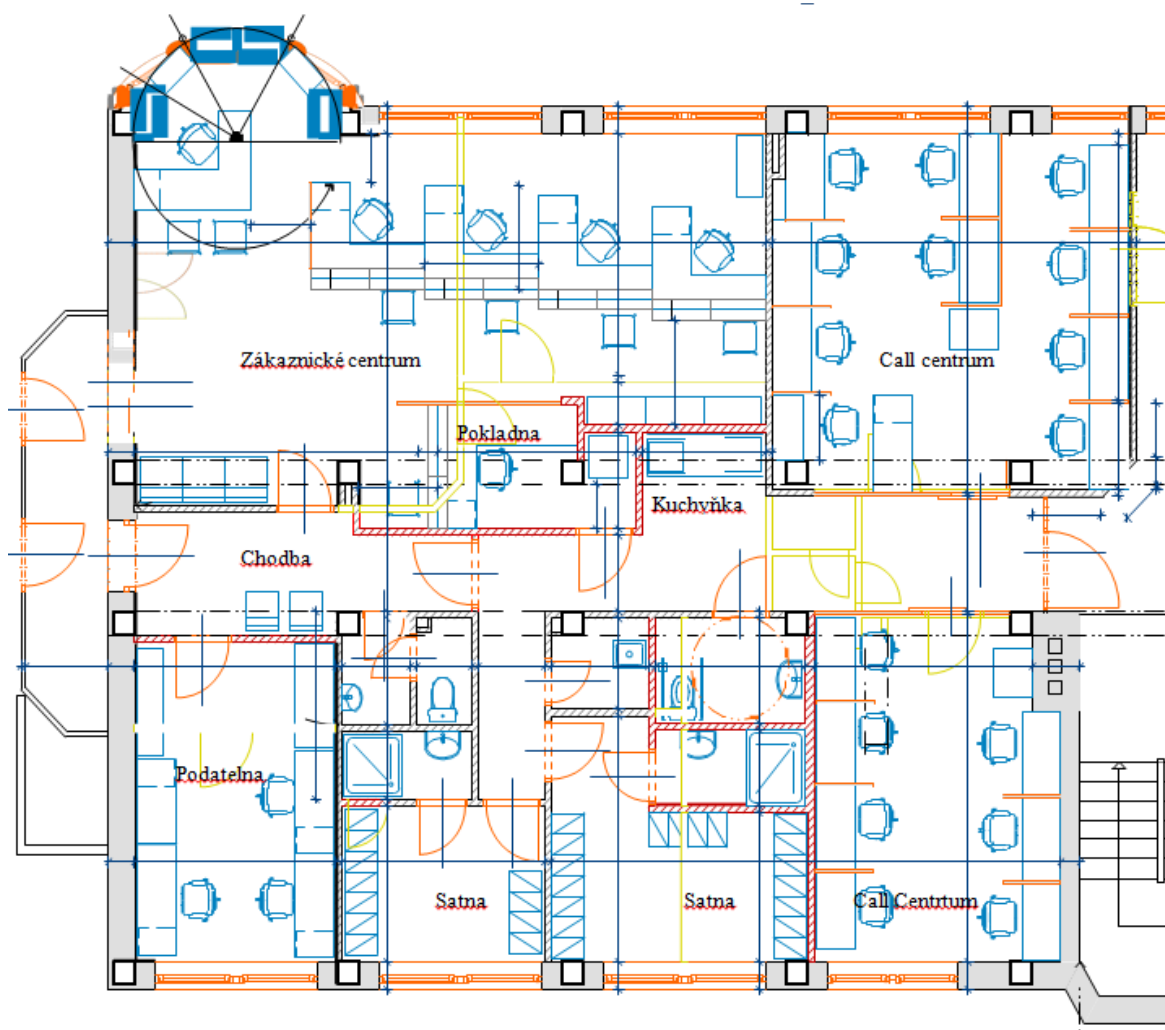 Zákaznické centrum
Call centrum
Pokladna
Kuchyňka
Chodba
Podatelna
Satna
Satna
Call Centrtum